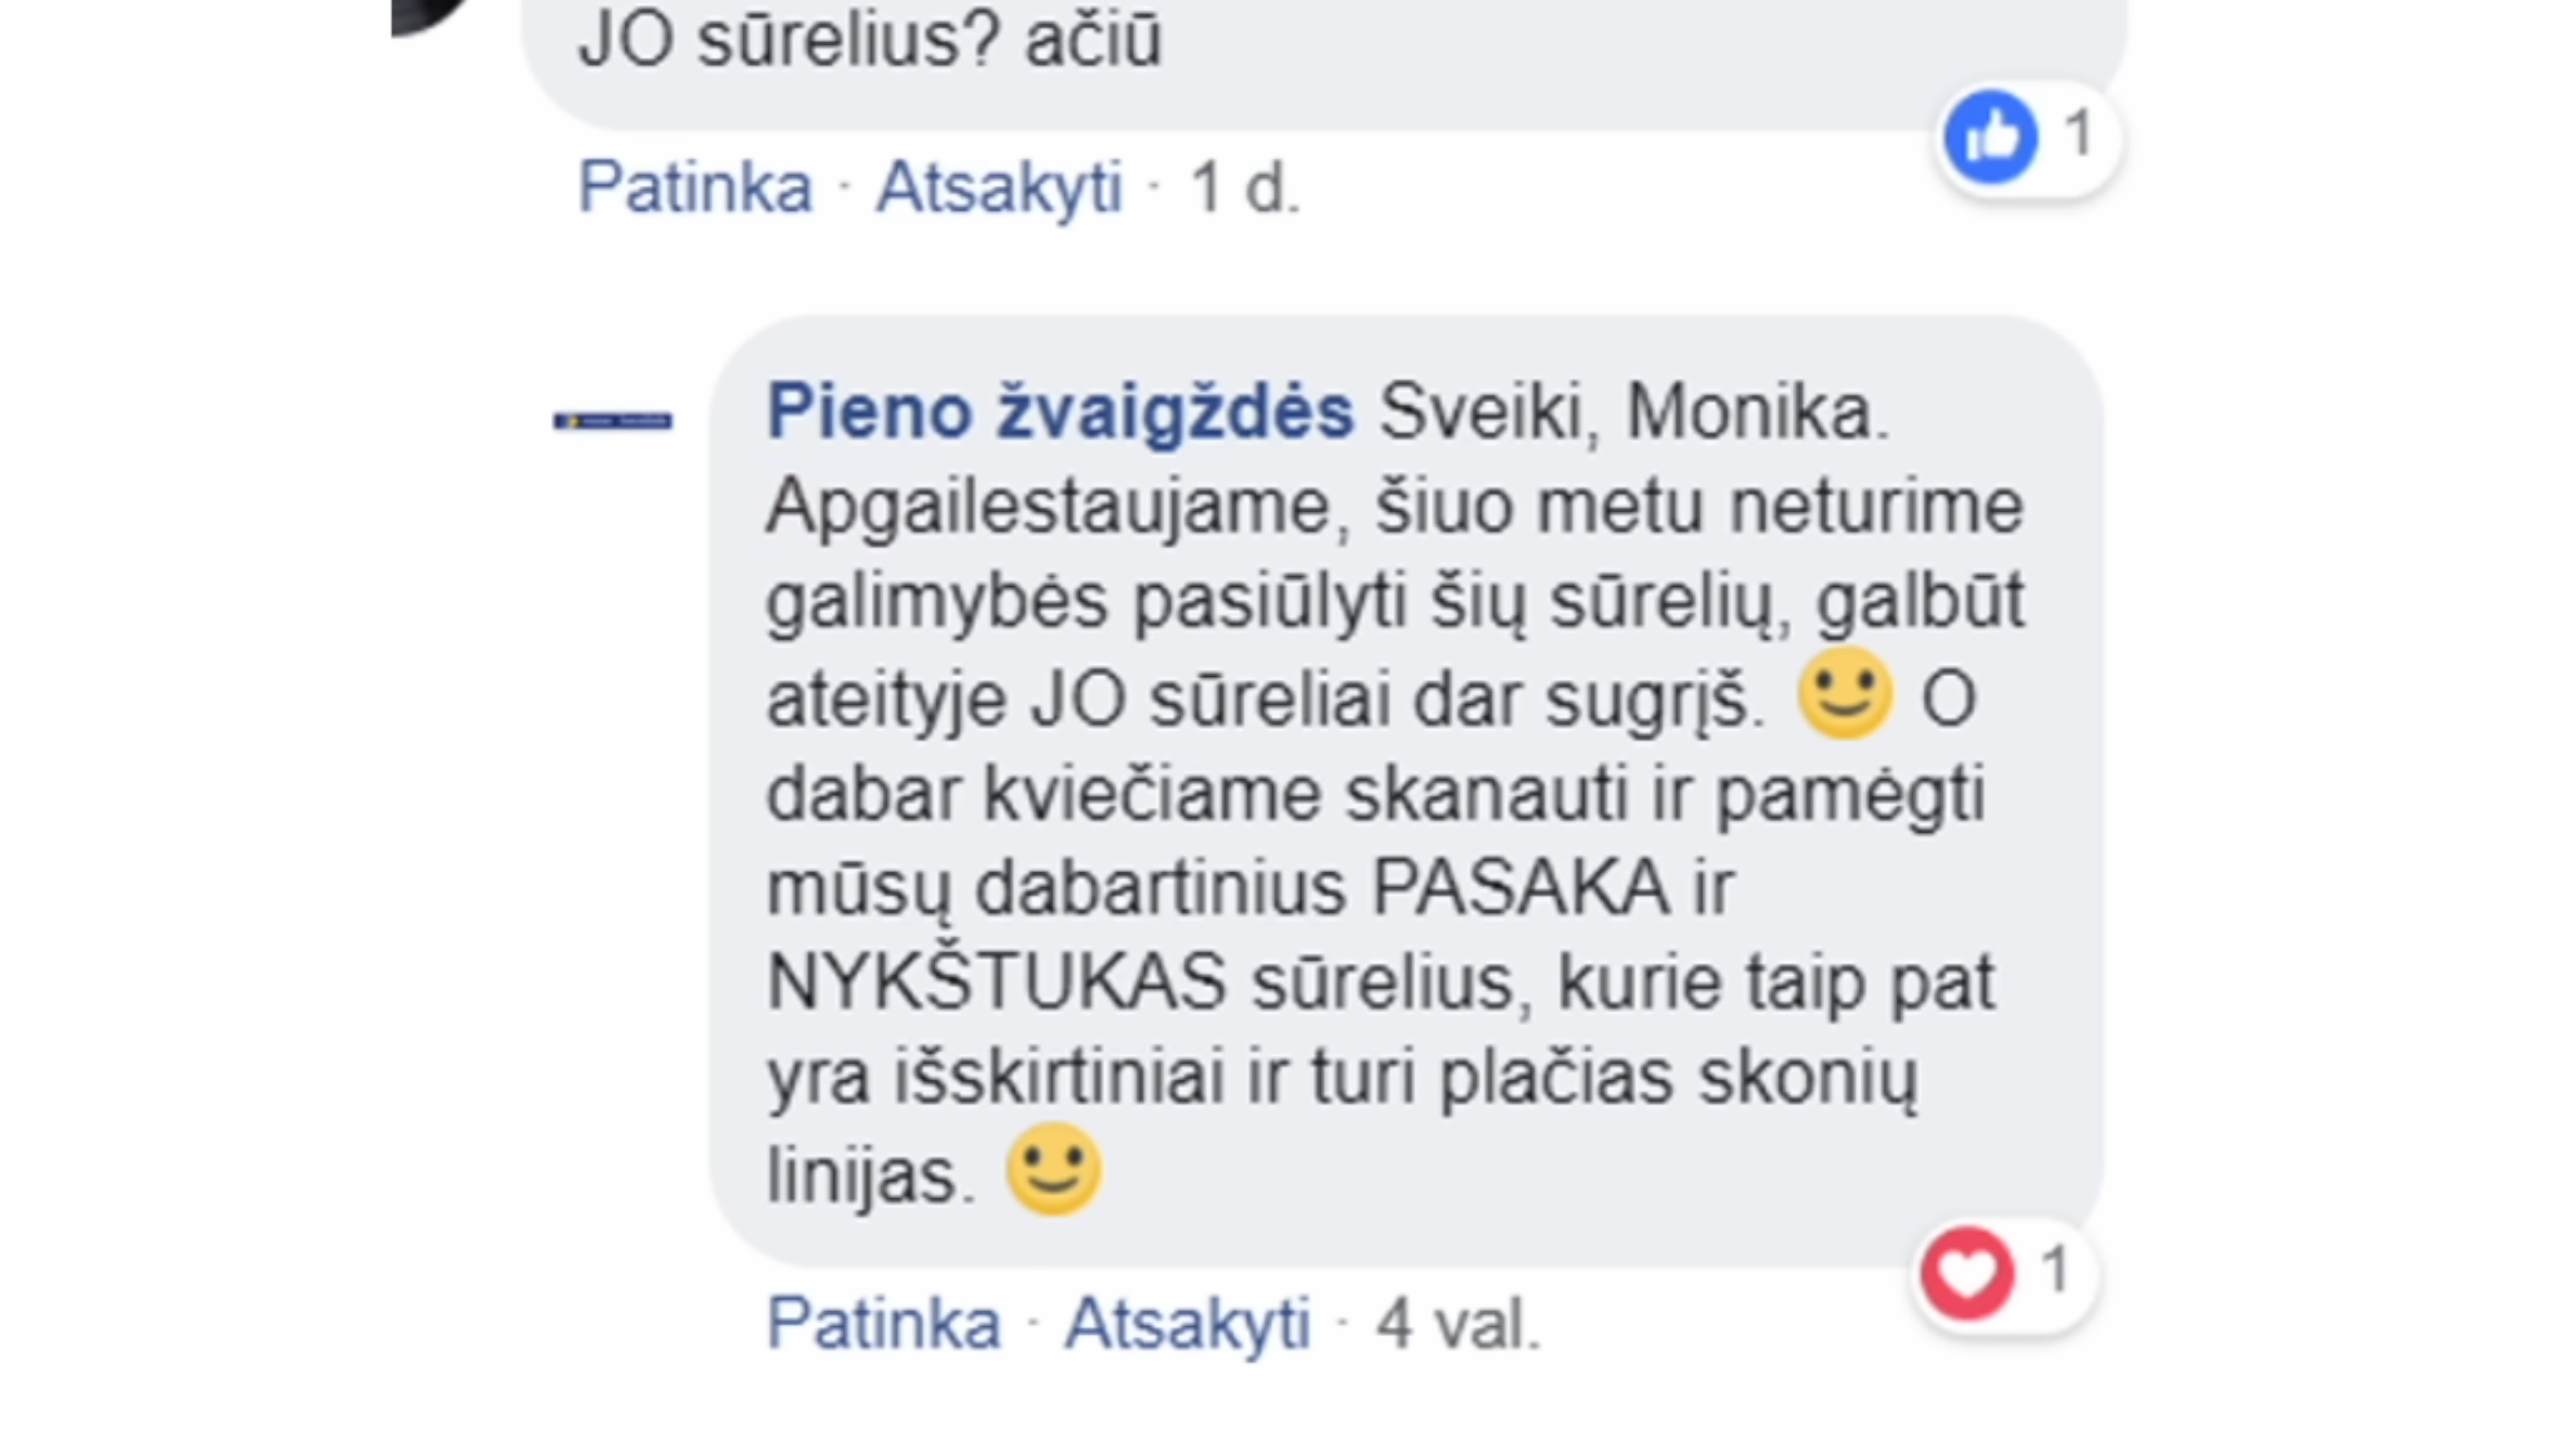 JO sūrelius? ačiū
1
Patinka · Atsakyti · 1 d.
Pieno žvaigždės Sveiki, Monika.
Apgailestaujame, šiuo metu neturime
galimybės pasiūlyti šių sūrelių, galbūt
ateityje JO sūreliai dar sugrįš. 🙂 O
dabar kviečiame skanauti ir pamėgti
mūsų dabartinius PASAKA ir
NYKŠTUKAS sūrelius, kurie taip pat
yra išskirtiniai ir turi plačias skonių
linijas. 🙂
1
Patinka · Atsakyti · 4 val.